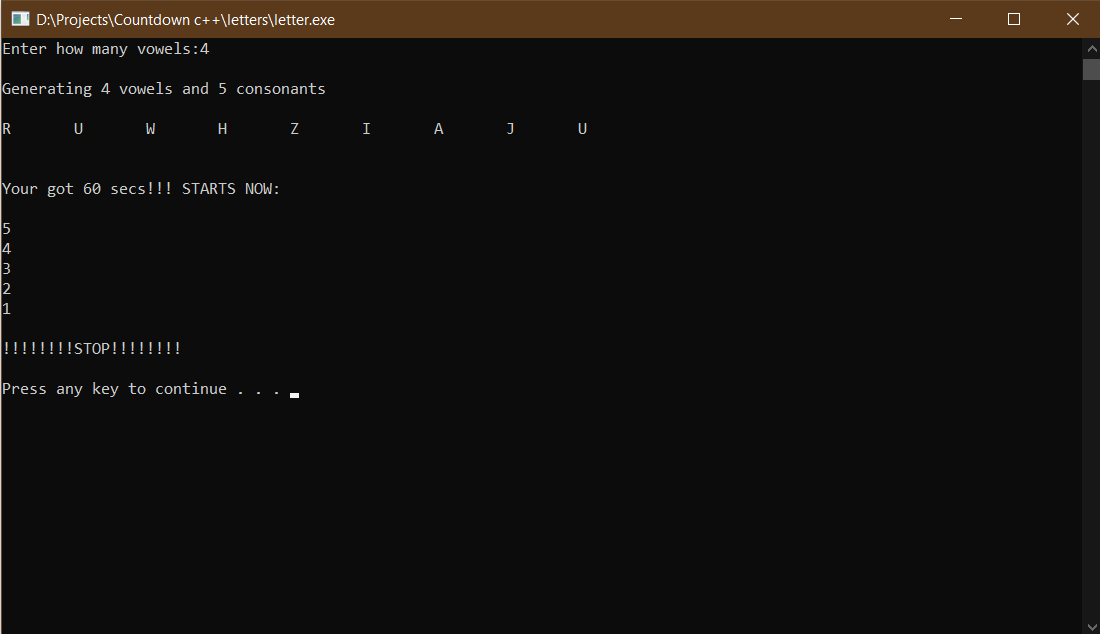 D:\Projects\Countdown c++\letters\letter.exe
Enter how many vowels:4
Generating 4 vowels and 5 consonants
R U W H Z I A J U
Your got 60 secs!!! STARTS NOW:
5
4
3
2
1
!!!!!!!!STOP!!!!!!!!
Press any key to continue . . .